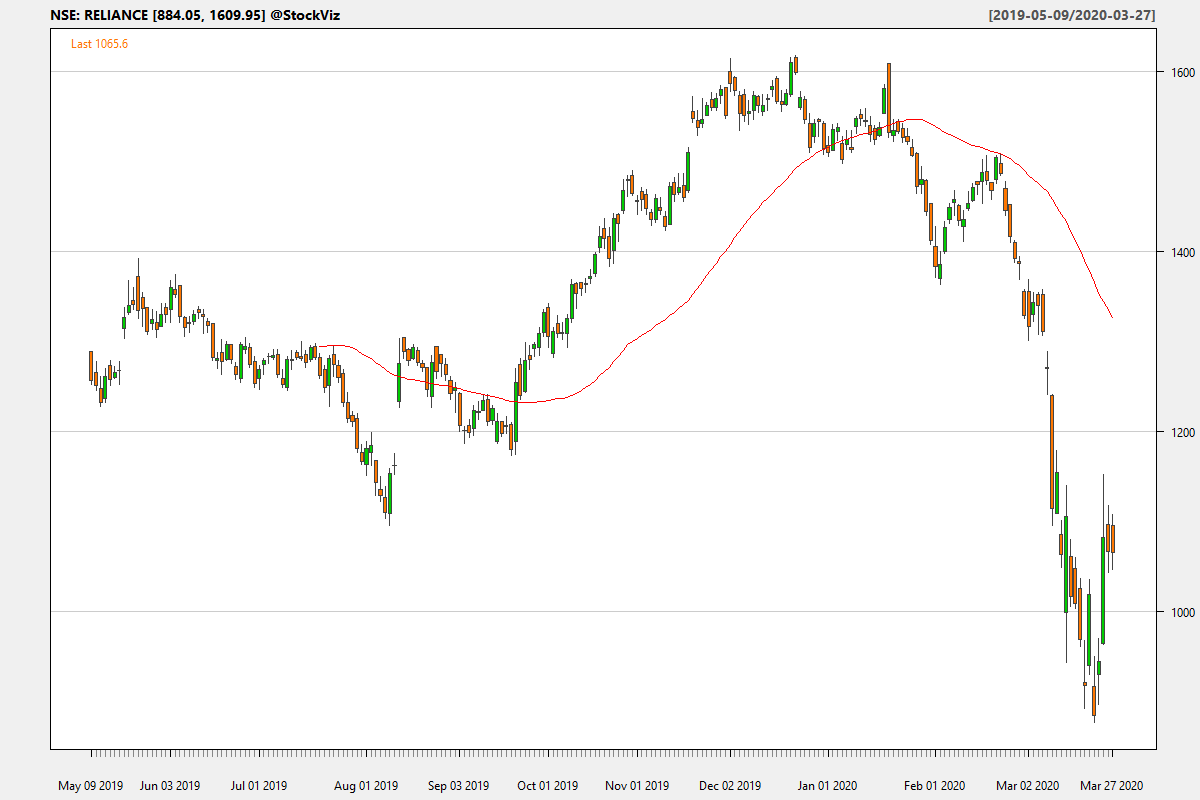 NSE: RELIANCE [884.05, 1609.95] @StockViz [2019-05-09/2020-03-27]
Last 1065.6
1600
1400
1200
1000
May 09 2019 Jun 03 2019 Jul 01 2019 Aug 01 2019 Sep 03 2019 Oct 01 2019 Nov 01 2019 Dec 02 2019 Jan 01 2020 Feb 01 2020 Mar 02 2020 Mar 27 2020